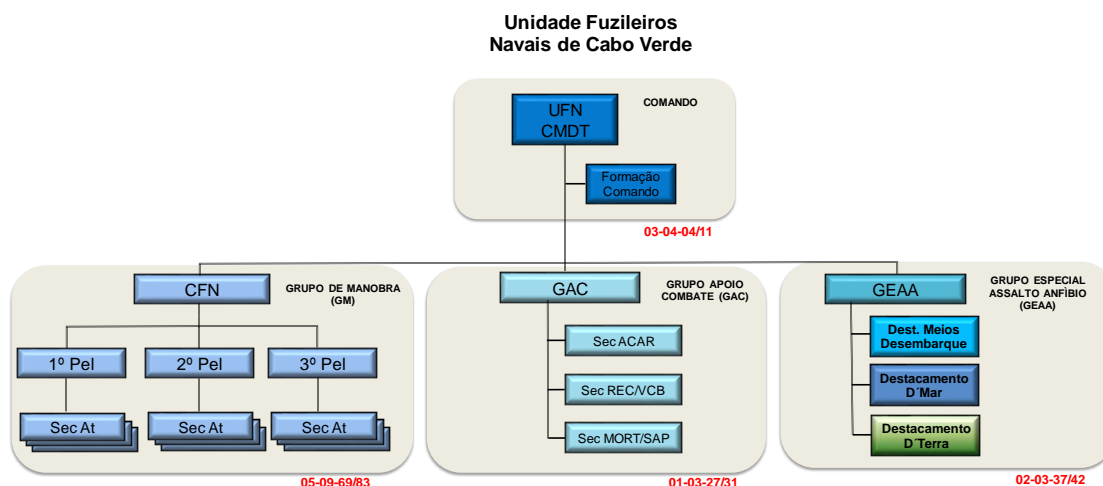 Unidade Fuzileiros
Navais de Cabo Verde
UFN
CMDT
COMANDO
Formação
Comando
03-04-04/11
CFN
GRUPO DE MANOBRA
(GM)
1º Pel
2º Pel
3º Pel
Sec At
Sec At
Sec At
05-09-69/83
GAC
GRUPO APOIO
COMBATE (GAC)
Sec ACAR
Sec REC/VCB
Sec MORT/SAP
01-03-27/31
GEAA
GRUPO ESPECIAL
ASSALTO ANFÌBIO
(GEAA)
Dest. Meios
Desembarque
Destacamento
D´Mar
Destacamento
D´Terra
02-03-37/42